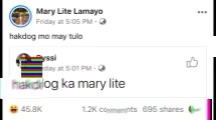 Mary Lite Lamayo
Friday at 5:05 PM
hakdog mo may tulo
yssi
day at 5:01 PM
hakdog ka mary lite
45.8K 1.2K comments 695 shares